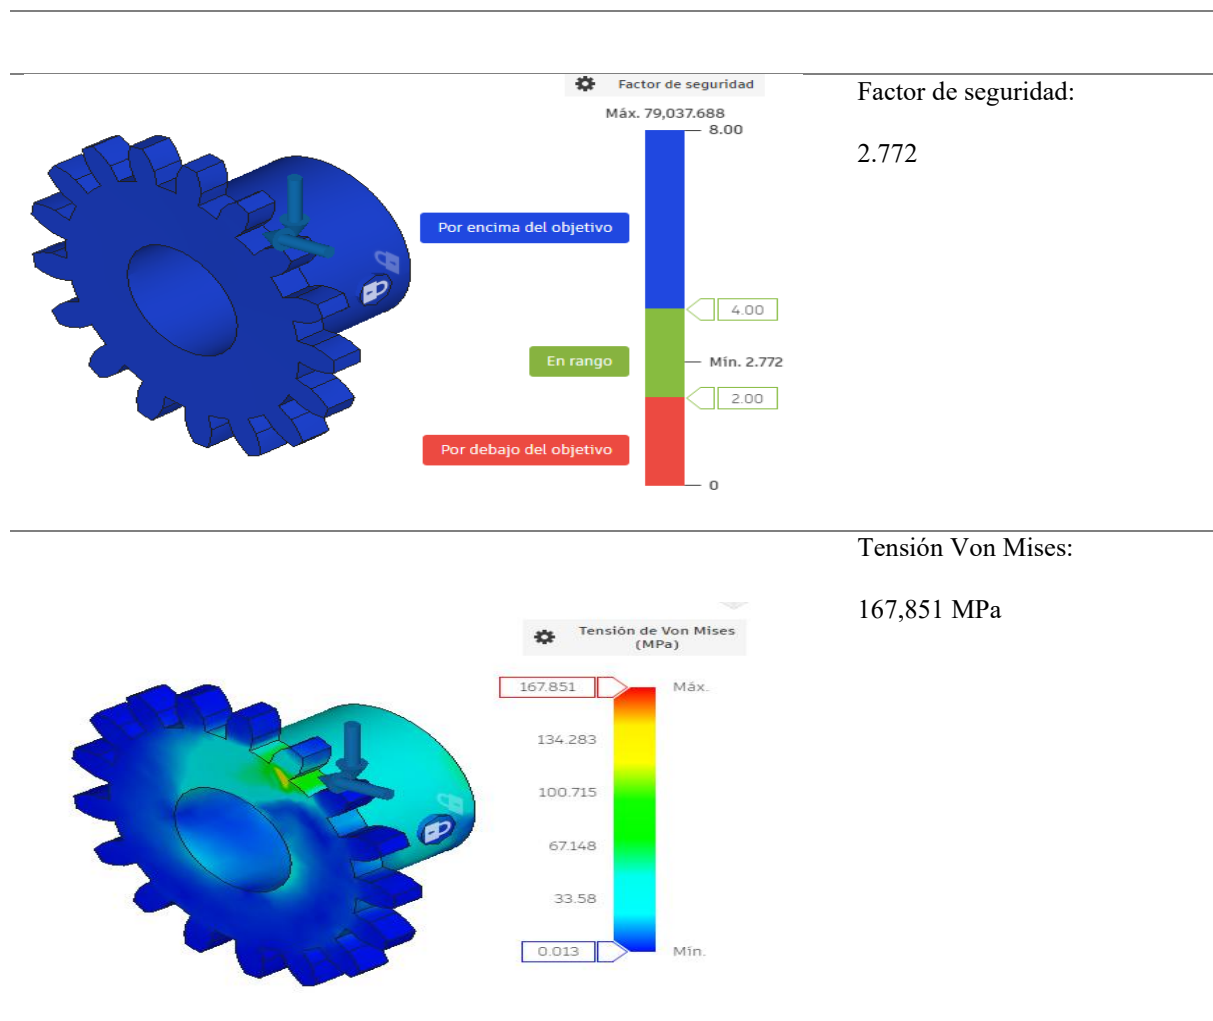 Factor de seguridad
Máx. 79,037.688
8.00
Por encima del objetivo
4.00
En rango
Mín. 2.772
2.00
Por debajo del objetivo
0
Factor de seguridad:
2.772
Tensión de Von Mises
(MPa)
167.851
Máx.
134.283
100.715
67.148
33.58
0.013
Mín.
Tensión Von Mises:
167,851 MPa